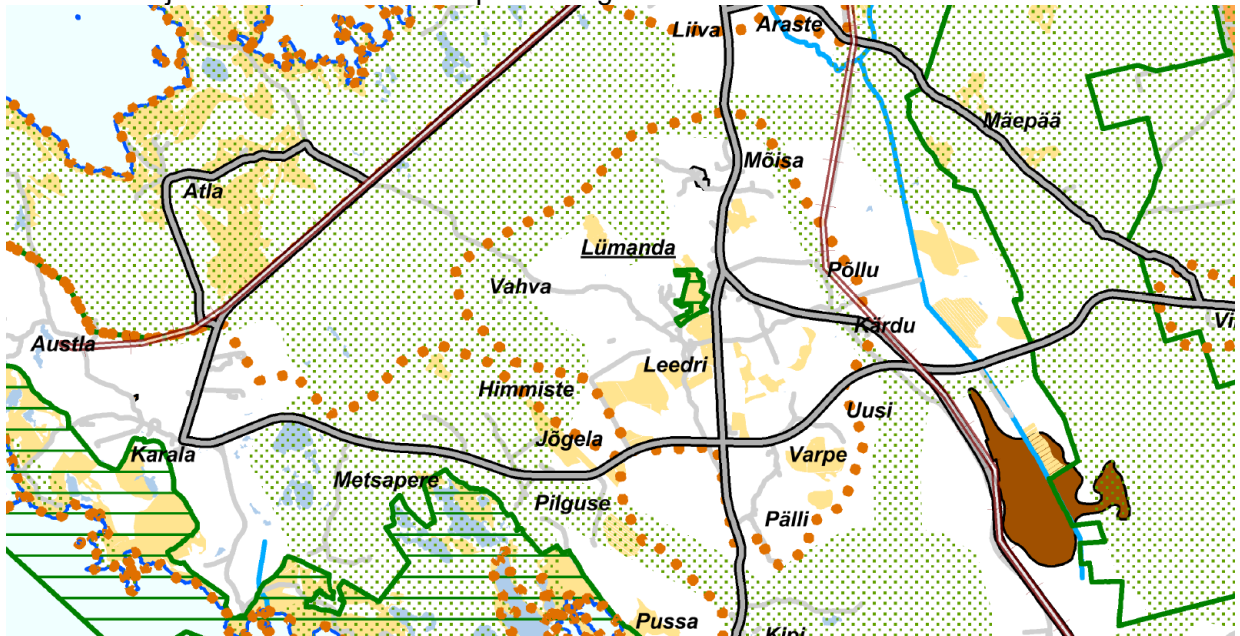 Liiva
Araste
Mäepää
Mõisa
Atla
Lümanda
Põllu
Vahva
Kärdu
Austla
Leedri
Himmiste
Uusi
Jõgela
Karala
Varpe
Metsapere
Pilguse
Pälli
Pussa